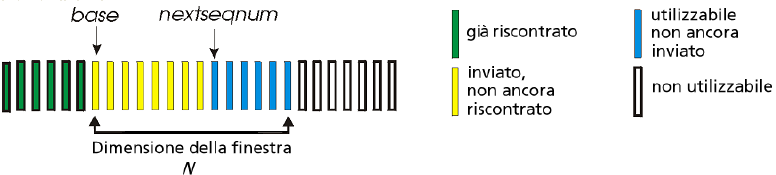 base
nextseqnum
Dimensione della finestra
N
già riscontrato
inviato,
non ancora
riscontrato
utilizzabile
non ancora
inviato
non utilizzabile